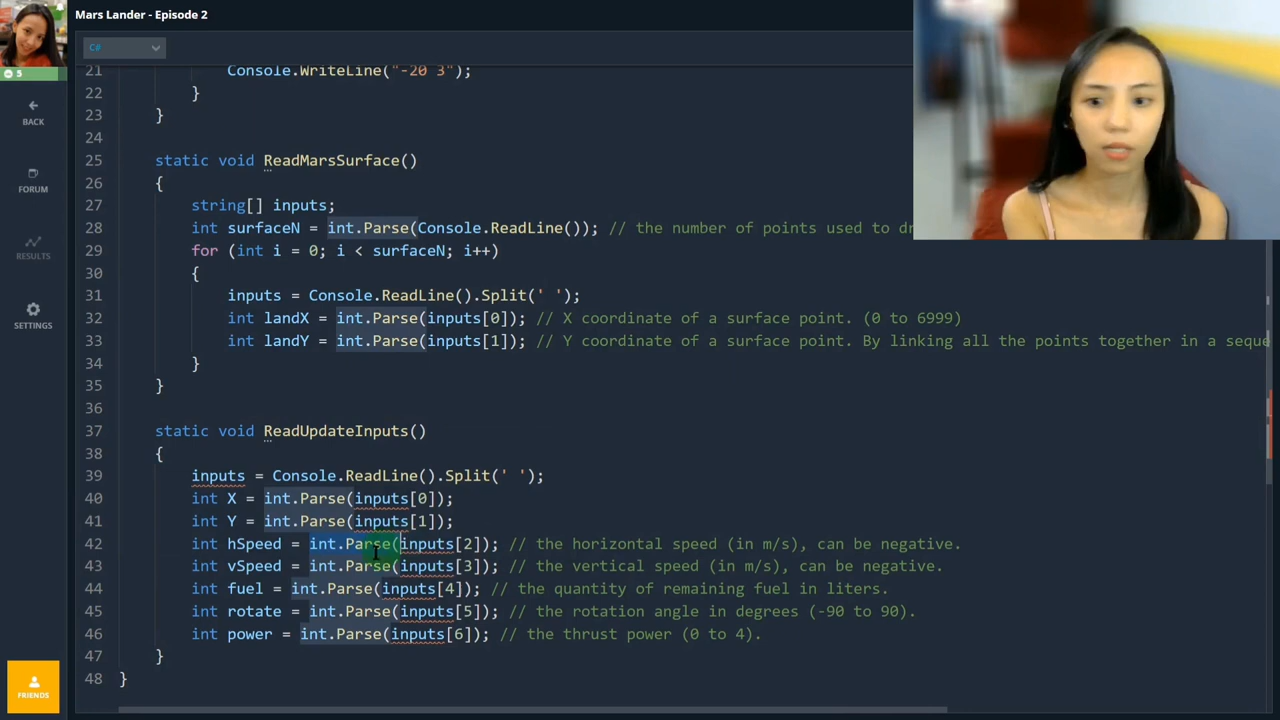 Mars Lander - Episode 2
C#
5
BACK
FORUM
RESULTS
SETTINGS
FRIENDS
21 Console.WriteLine("-20 3");
22 }
23 }
24
25 static void ReadMarsSurface()
26 {
27 string[] inputs;
28 int surfaceN = int.Parse(Console.ReadLine()); // the number of points used to
29 for (int i = 0; i < surfaceN; i++)
30 {
31 inputs = Console.ReadLine().Split(' ');
32 int landX = int.Parse(inputs[0]); // X coordinate of a surface point. (0 to 6999)
33 int landY = int.Parse(inputs[1]); // Y coordinate of a surface point. By linking all the points together in a seque
34 }
35 }
36
37 static void ReadUpdateInputs()
38 {
39 inputs = Console.ReadLine().Split(' ');
40 int X = int.Parse(inputs[0]);
41 int Y = int.Parse(inputs[1]);
42 int hSpeed = int.Parse(inputs[2]); // the horizontal speed (in m/s), can be negative.
43 int vSpeed = int.Parse(inputs[3]); // the vertical speed (in m/s), can be negative.
44 int fuel = int.Parse(inputs[4]); // the quantity of remaining fuel in liters.
45 int rotate = int.Parse(inputs[5]); // the rotation angle in degrees (-90 to 90).
46 int power = int.Parse(inputs[6]); // the thrust power (0 to 4).
47 }
48 }